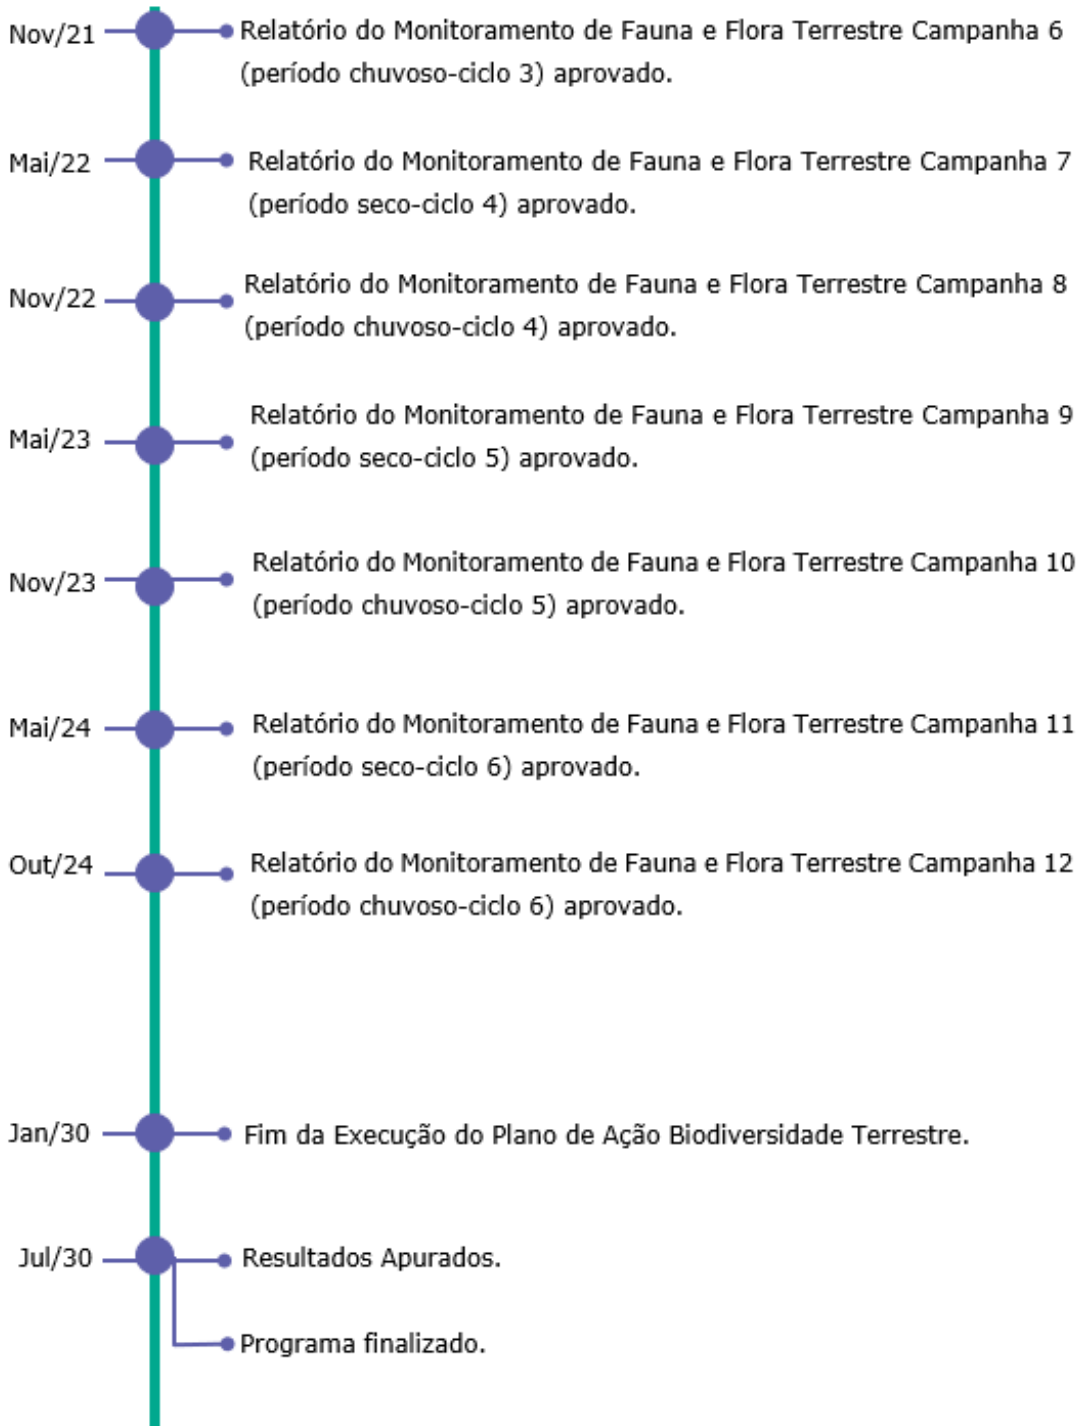 Nov/21
Relatório do Monitoramento de Fauna e Flora Terrestre Campanha 6
(período chuvoso-ciclo 3) aprovado.
Mai/22
Relatório do Monitoramento de Fauna e Flora Terrestre Campanha 7
(período seco-ciclo 4) aprovado.
Nov/22
Relatório do Monitoramento de Fauna e Flora Terrestre Campanha 8
(período chuvoso-ciclo 4) aprovado.
Mai/23
Relatório do Monitoramento de Fauna e Flora Terrestre Campanha 9
(período seco-ciclo 5) aprovado.
Nov/23
Relatório do Monitoramento de Fauna e Flora Terrestre Campanha 10
(período chuvoso-ciclo 5) aprovado.
Mai/24
Relatório do Monitoramento de Fauna e Flora Terrestre Campanha 11
(período seco-ciclo 6) aprovado.
Out/24
Relatório do Monitoramento de Fauna e Flora Terrestre Campanha 12
(período chuvoso-ciclo 6) aprovado.
Jan/30
Fim da Execução do Plano de Ação Biodiversidade Terrestre.
Jul/30
Resultados Apurados.
Programa finalizado.